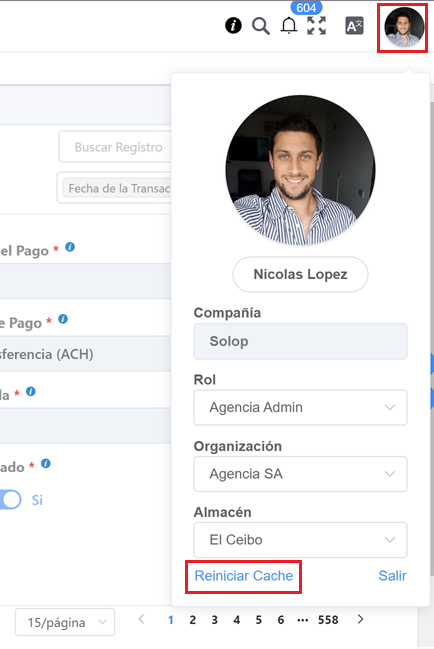 604
Buscar Registro
Fecha de la Transac
Nicolas Lopez
el Pago *
Compañía
Solop
e Pago *
sferencia (ACH)
Rol
Agencia Admin
la *
Organización
Agencia SA
ado *
Si
Almacén
El Ceibo
Reiniciar Cache
Salir
15/página
1 2 3 4 5 6 ··· 558